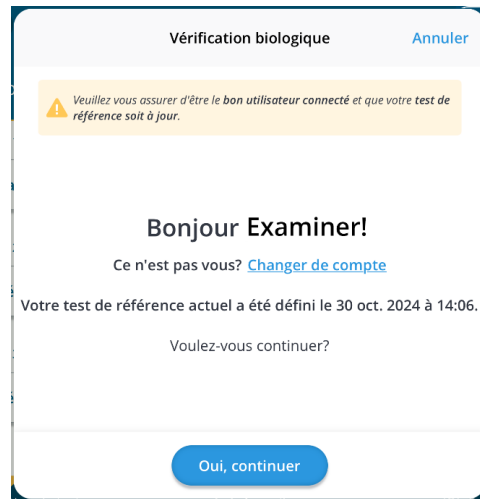 Vérification biologique
Annuler
Veuillez vous assurer d'être le bon utilisateur connecté et que votre test de
référence soit à jour.
Bonjour Examiner!
Ce n'est pas vous? Changer de compte
Votre test de référence actuel a été défini le 30 oct. 2024 à 14:06.
Voulez-vous continuer?
Oui, continuer